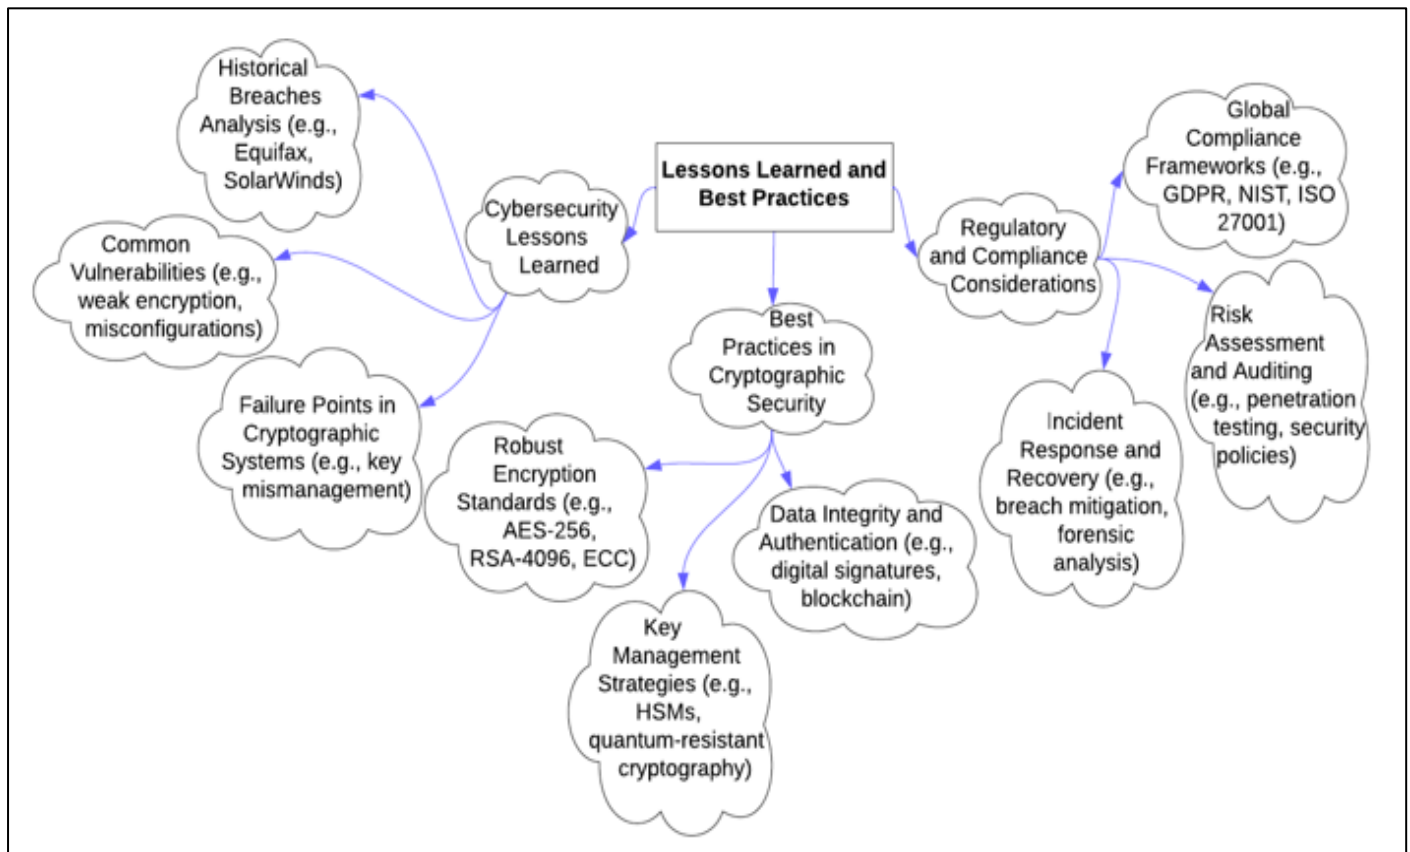 Lessons Learned and
Best Practices
Cybersecurity
Lessons
Learned
Historical
Breaches
Analysis (e.g.,
Equifax,
SolarWinds)
Common
Vulnerabilities (e.g.,
weak encryption,
misconfigurations)
Failure Points in
Cryptographic
Systems (e.g., key
mismanagement)
Best
Practices in
Cryptographic
Security
Robust
Encryption
Standards (e.g.,
AES-256,
RSA-4096, ECC)
Key
Management
Strategies (e.g.,
HSMs,
quantum-resistant
cryptography)
Data Integrity and
Authentication (e.g.,
digital signatures,
blockchain)
Regulatory
and Compliance
Considerations
Global
Compliance
Frameworks (e.g.,
GDPR, NIST, ISO
27001)
Risk
Assessment
and Auditing
(e.g., penetration
testing, security
policies)
Incident
Response and
Recovery (e.g.,
breach mitigation,
forensic
analysis)